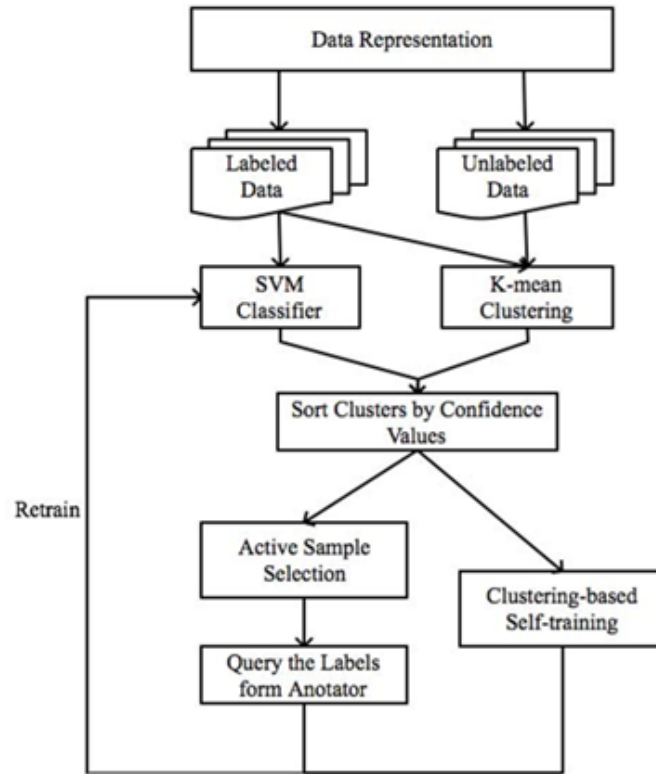 Data Representation
Labeled
Data
Unlabeled
Data
SVM
Classifier
K-mean
Clustering
Sort Clusters by Confidence
Values
Retrain
Active Sample
Selection
Clustering-based
Self-training
Query the Labels
form Anotator